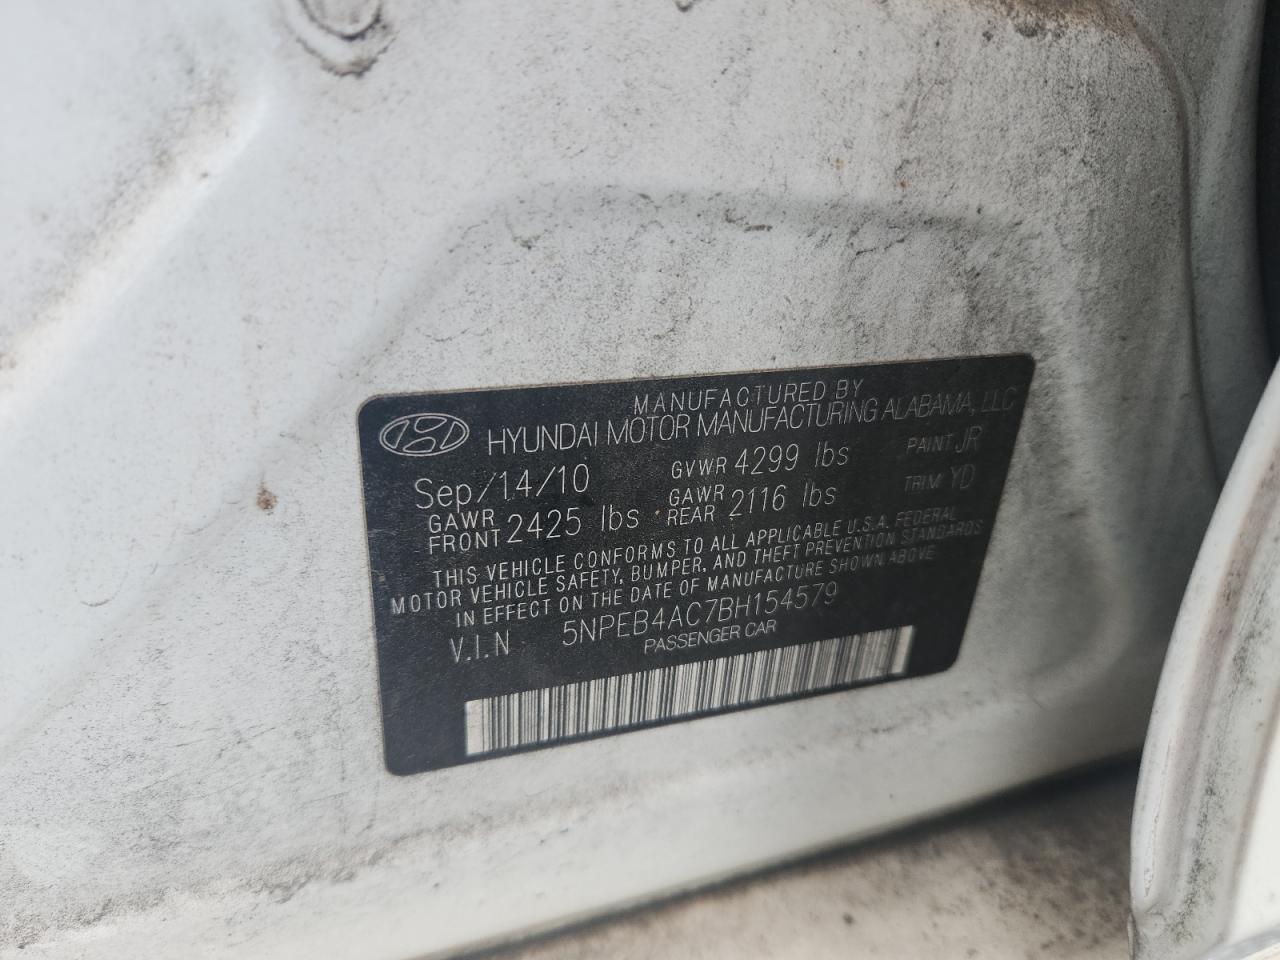 MANUFACTURED BY
HYUNDAI MOTOR MANUFACTURING ALABAMA, LLC
Sep/14/10 GVWR 4299 lbs PAINT JR
GAWR FRONT 2425 lbs GAWR REAR 2116 lbs TRIM YD
THIS VEHICLE CONFORMS TO ALL APPLICABLE U.S.A. FEDERAL
MOTOR VEHICLE SAFETY, BUMPER, AND THEFT PREVENTION STANDARDS
IN EFFECT ON THE DATE OF MANUFACTURE SHOWN ABOVE
V.I.N 5NPEB4AC7BH154579
PASSENGER CAR